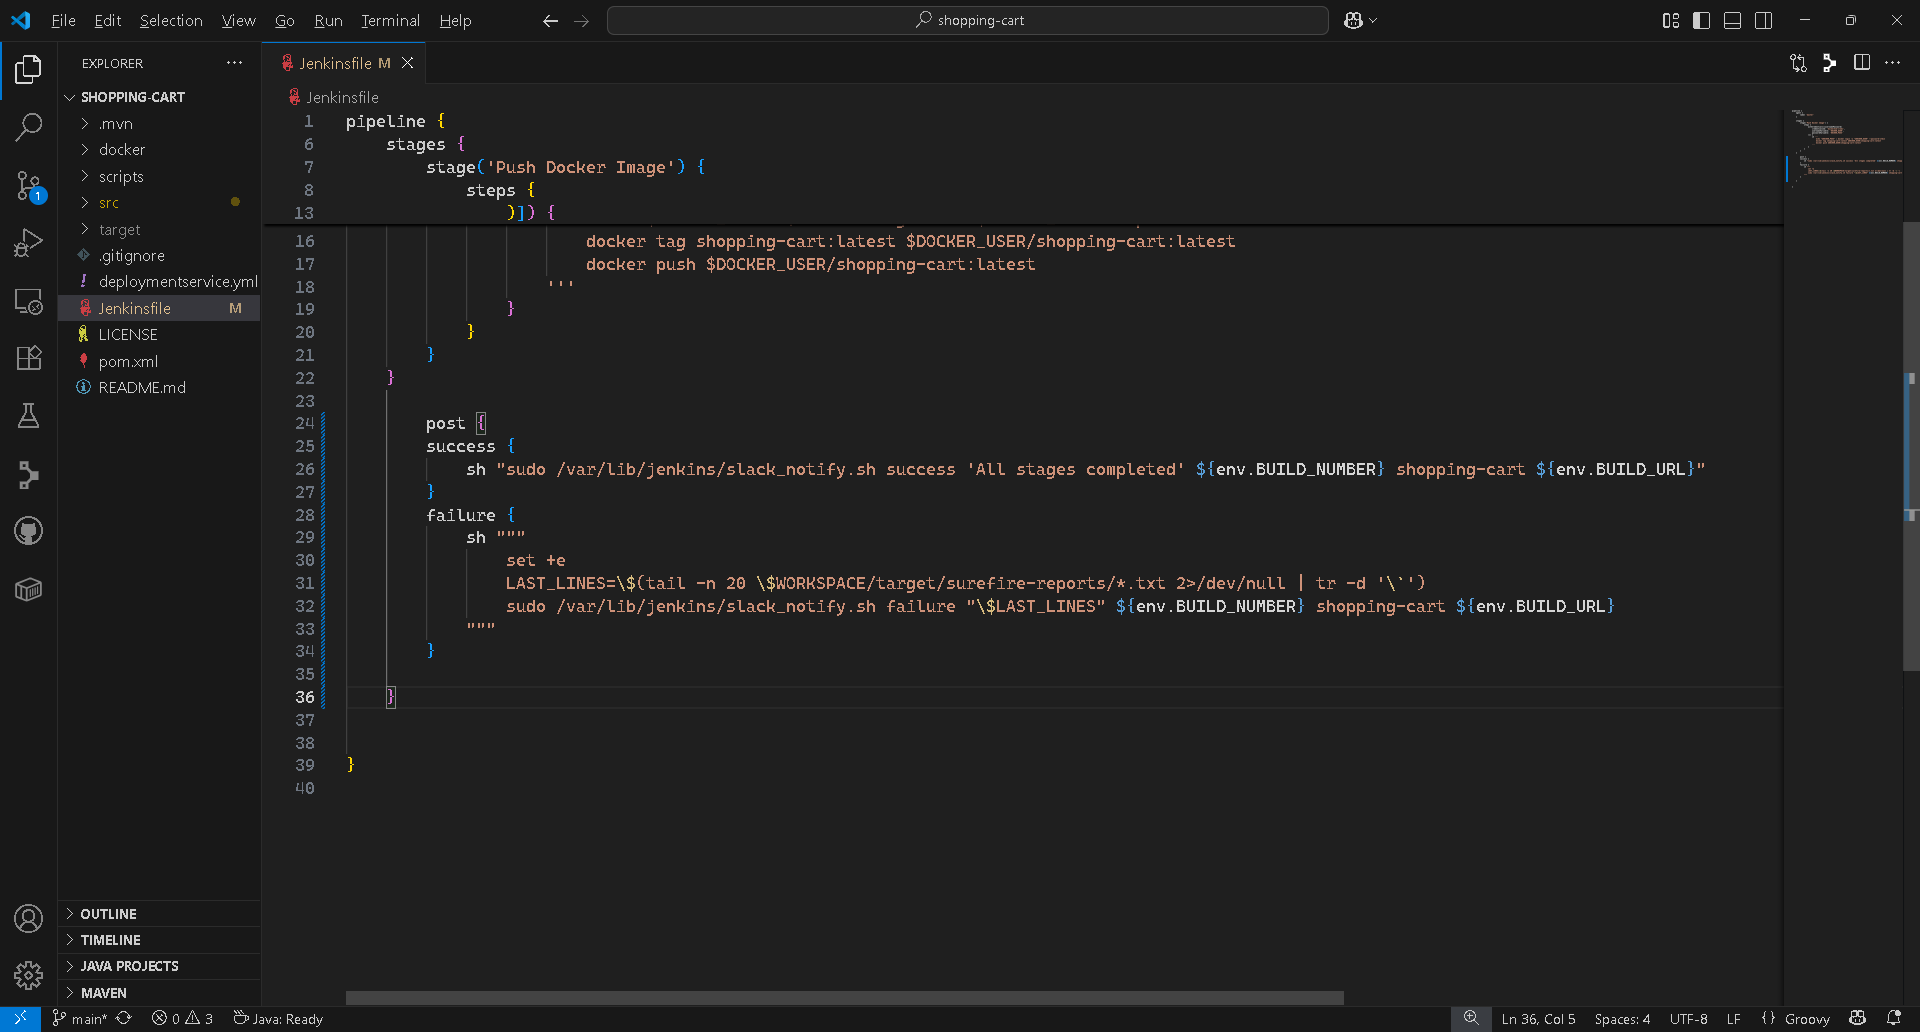 File Edit Selection View Go Run Terminal Help
shopping-cart
EXPLORER
SHOPPING-CART
.mvn
docker
scripts
src
target
.gitignore
deploymentservice.yml
Jenkinsfile M
LICENSE
pom.xml
README.md
OUTLINE
TIMELINE
JAVA PROJECTS
MAVEN
1
Jenkinsfile M
Jenkinsfile
1 pipeline {
6 stages {
7 stage('Push Docker Image') {
8 steps {
13 )]) {
16 docker tag shopping-cart:latest $DOCKER_USER/shopping-cart:latest
17 docker push $DOCKER_USER/shopping-cart:latest
18 '''
19 }
20 }
21 }
22 }
23
24 post {
25 success {
26 sh "sudo /var/lib/jenkins/slack_notify.sh success 'All stages completed' ${env.BUILD_NUMBER} shopping-cart ${env.BUILD_URL}"
27 }
28 failure {
29 sh """
30 set +e
31 LAST_LINES=\$(tail -n 20 \$WORKSPACE/target/surefire-reports/*.txt 2>/dev/null | tr -d '\`')
32 sudo /var/lib/jenkins/slack_notify.sh failure "\$LAST_LINES" ${env.BUILD_NUMBER} shopping-cart ${env.BUILD_URL}
33 """
34 }
35
36 }
37
38
39 }
40
main* 0 3 Java: Ready
Ln 36, Col 5 Spaces: 4 UTF-8 LF {} Groovy